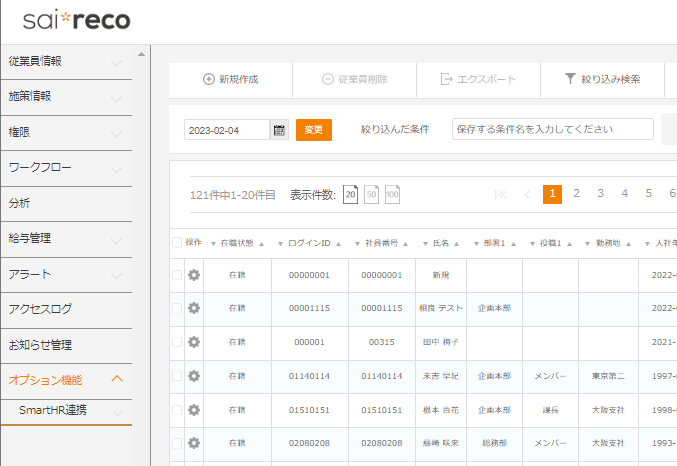 sai*reco
従業員情報
施策情報
権限
ワークフロー
分析
給与管理
アラート
アクセスログ
お知らせ管理
オプション機能
SmartHR連携
新規作成
従業員削除
エクスポート
絞り込み検索
2023-02-04
変更
絞り込んだ条件
保存する条件名を入力してください
121件中1-20件目 表示件数: 20 50 100
1 2 3 4 5 6
操作 在職状態 ログインID 社員番号 氏名 部署1 役職1 勤務地 入社年
在籍 00000001 00000001 新規 2022-
在籍 00001115 00001115 相良 テスト 企画本部 2022-
在籍 000001 00315 田中 梅子 2021-
在籍 01140114 01140114 末吉 早紀 企画本部 メンバー 東京第二 1997-
在籍 01510151 01510151 根本 百花 企画本部 課長 大阪支社 1998-
在籍 02080208 02080208 藤崎 咲来 総務部 メンバー 大阪支社 1993-